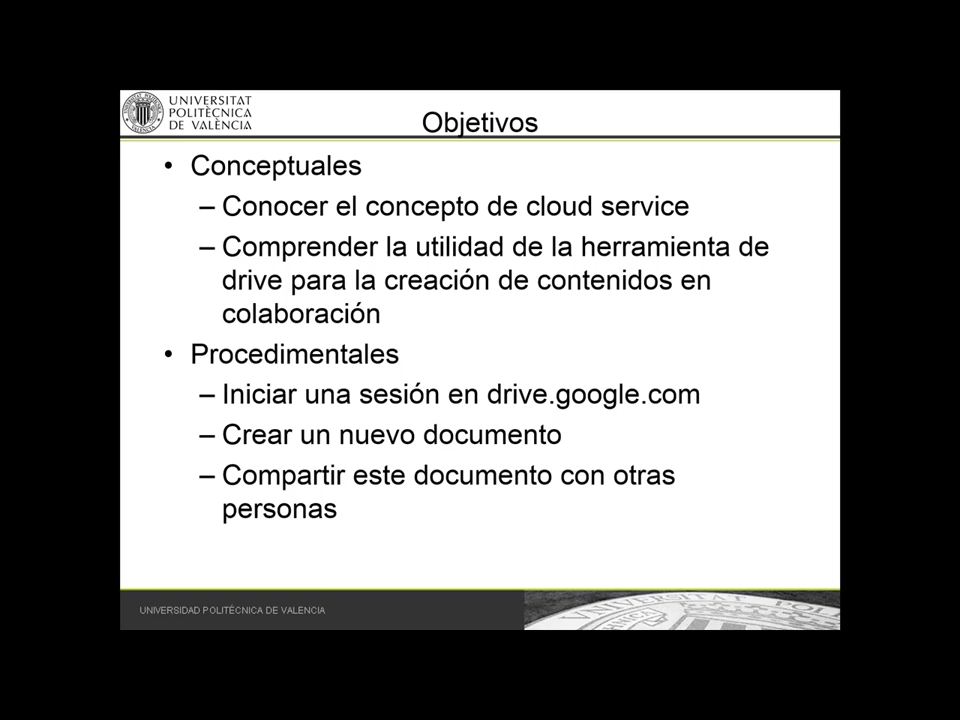 UNIVERSITAT
POLITÈCNICA
DE VALÈNCIA
Objetivos
• Conceptuales
– Conocer el concepto de cloud service
– Comprender la utilidad de la herramienta de
drive para la creación de contenidos en
colaboración
• Procedimentales
– Iniciar una sesión en drive.google.com
– Crear un nuevo documento
– Compartir este documento con otras
personas
UNIVERSIDAD POLITÉCNICA DE VALENCIA